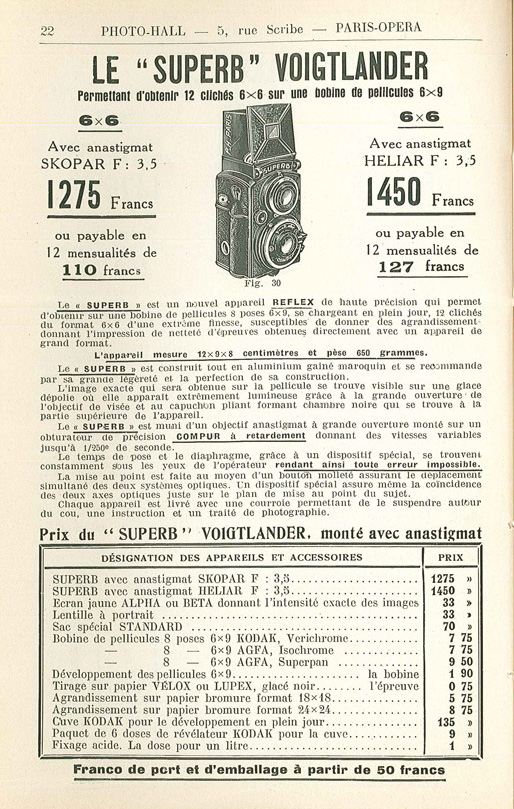 22 PHOTO-HALL — 5, rue Scribe — PARIS-OPERA
LE "SUPERB" VOIGTLANDER
Permettant d'obtenir 12 clichés 6×6 sur une bobine de pellicules 6×9
6×6
Avec anastigmat
SKOPAR F : 3,5
1275 Francs
ou payable en
12 mensualités de
110 francs
PH. PARIS
SUPERB
Fig. 30
6×6
Avec anastigmat
HELIAR F : 3,5
1450 Francs
ou payable en
12 mensualités de
127 francs
Le « SUPERB » est un nouvel appareil REFLEX de haute précision qui permet
d'obtenir sur une bobine de pellicules 8 poses 6×9, se chargeant en plein jour, 12 clichés
du format 6×6 d'une extrême finesse, susceptibles de donner des agrandissement
donnant l'impression de netteté d'épreuves obtenues directement avec un appareil de
grand format.
L'appareil mesure 12×9×8 centimètres et pèse 650 grammes.
Le « SUPERB » est construit tout en aluminium gainé maroquin et se recommande
par sa grande légèreté et la perfection de sa construction.
L'image exacte qui sera obtenue sur la pellicule se trouve visible sur une glace
dépolie où elle apparait extrêmement lumineuse grâce à la grande ouverture de
l'objectif de visée et au capuchon pliant formant chambre noire qui se trouve à la
partie supérieure de l'appareil.
Le « SUPERB » est muni d'un objectif anastigmat à grande ouverture monté sur un
obturateur de précision COMPUR à retardement donnant des vitesses variables
jusqu'à 1/250e de seconde.
Le temps de pose et le diaphragme, grâce à un dispositif spécial, se trouvent
constamment sous les yeux de l'opérateur rendant ainsi toute erreur impossible.
La mise au point est faite au moyen d'un bouton molleté assurant le déplacement
simultané des deux systèmes optiques. Un dispositif spécial assure même la coïncidence
des deux axes optiques juste sur le plan de mise au point du sujet.
Chaque appareil est livré avec une courroie permettant de le suspendre autour
du cou, une instruction et un traité de photographie.
Prix du "SUPERB" VOIGTLANDER, monté avec anastigmat
DÉSIGNATION DES APPAREILS ET ACCESSOIRES PRIX
SUPERB avec anastigmat SKOPAR F : 3,5 1275 »
SUPERB avec anastigmat HELIAR F : 3,5 1450 »
Ecran jaune ALPHA ou BETA donnant l'intensité exacte des images 33 »
Lentille à portrait 33 »
Sac spécial STANDARD 70 »
Bobine de pellicules 8 poses 6×9 KODAK, Verichrome 7 75
— 8 — 6×9 AGFA, Isochrome 7 75
— 8 — 6×9 AGFA, Superpan 9 50
Développement des pellicules 6×9 la bobine 1 90
Tirage sur papier VELOX ou LUPEX, glacé noir l'épreuve 0 75
Agrandissement sur papier bromure format 18×18 5 75
Agrandissement sur papier bromure format 24×24 8 75
Cuve KODAK pour le développement en plein jour 135 »
Paquet de 6 doses de révélateur KODAK pour la cuve 9 »
Fixage acide. La dose pour un litre 1 »
Franco de port et d'emballage à partir de 50 francs